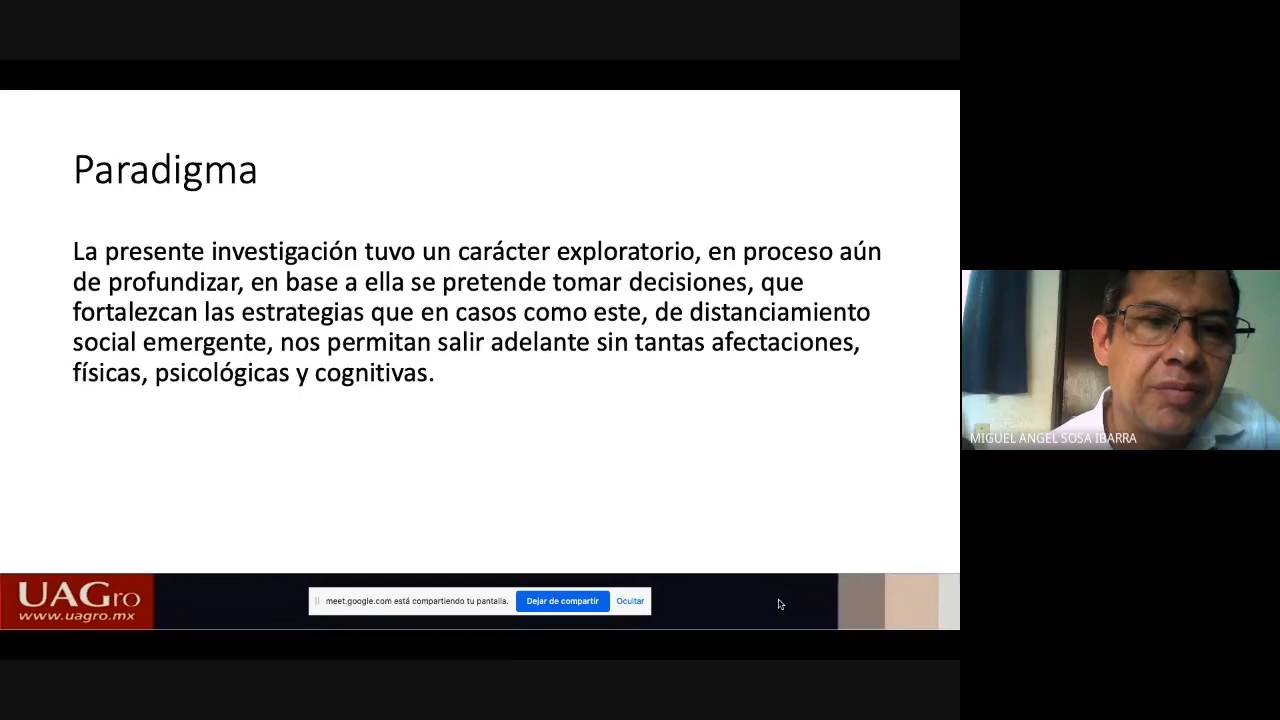 Paradigma
La presente investigación tuvo un carácter exploratorio, en proceso aún
de profundizar, en base a ella se pretende tomar decisiones, que
fortalezcan las estrategias que en casos como este, de distanciamiento
social emergente, nos permitan salir adelante sin tantas afectaciones,
físicas, psicológicas y cognitivas.
MIGUEL ANGEL SOSA IBARRA
UAGro
www.uagro.mx
meet.google.com está compartiendo tu pantalla. Dejar de compartir Ocultar